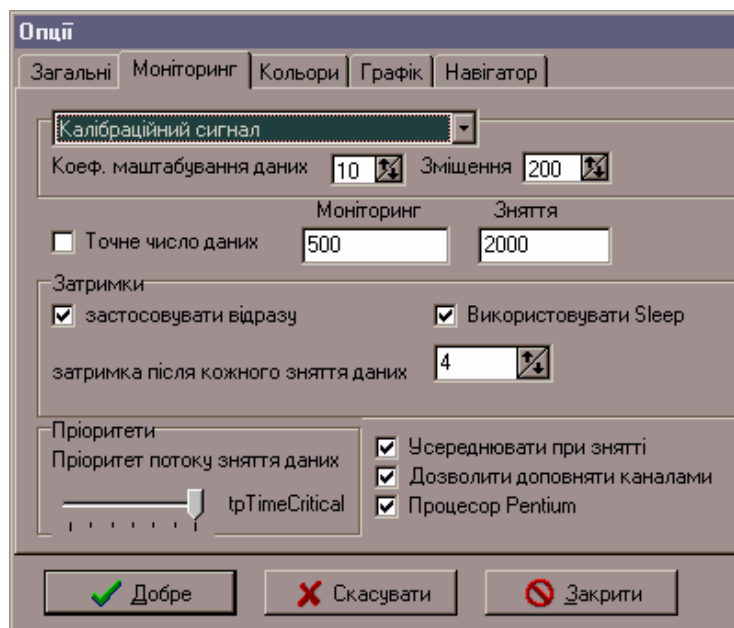 Опції
Загальні Моніторинг Кольори Графік Навігатор
Калібраційний сигнал
Коеф. маштабування даних 10 Зміщення 200
Моніторинг Зняття
Точне число даних 500 2000
Затримки
застосовувати відразу Використовувати Sleep
затримка після кожного зняття даних 4
Пріоритети
Пріоритет потоку зняття даних
tpTimeCritical
Усереднювати при знятті
Дозволити доповняти каналами
Процесор Pentium
Добре Скасувати Закрити